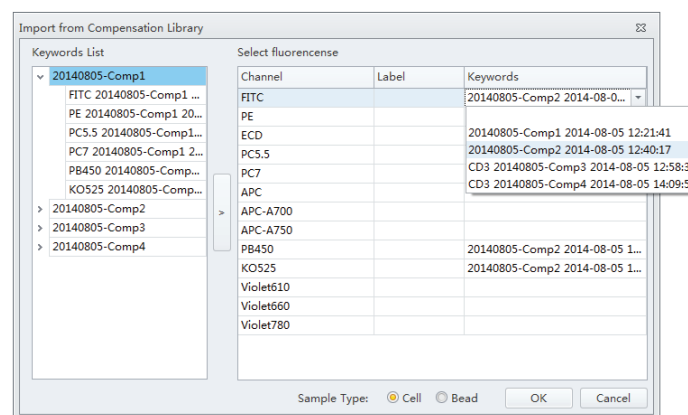 Import from Compensation Library
Keywords List
Select fluorencense
20140805-Comp1
FITC 20140805-Comp1 ...
PE 20140805-Comp1 20...
PC5.5 20140805-Comp1...
PC7 20140805-Comp1 2...
PB450 20140805-Comp...
KO525 20140805-Comp...
20140805-Comp2
20140805-Comp3
20140805-Comp4
>
Channel Label Keywords
FITC 20140805-Comp2 2014-08-0...
PE
ECD 20140805-Comp1 2014-08-05 12:21:41
PC5.5 20140805-Comp2 2014-08-05 12:40:17
PC7 CD3 20140805-Comp3 2014-08-05 12:58:3
APC CD3 20140805-Comp4 2014-08-05 14:09:5
APC-A700
APC-A750
PB450 20140805-Comp2 2014-08-05 1...
KO525 20140805-Comp2 2014-08-05 1...
Violet610
Violet660
Violet780
Sample Type: Cell Bead OK Cancel